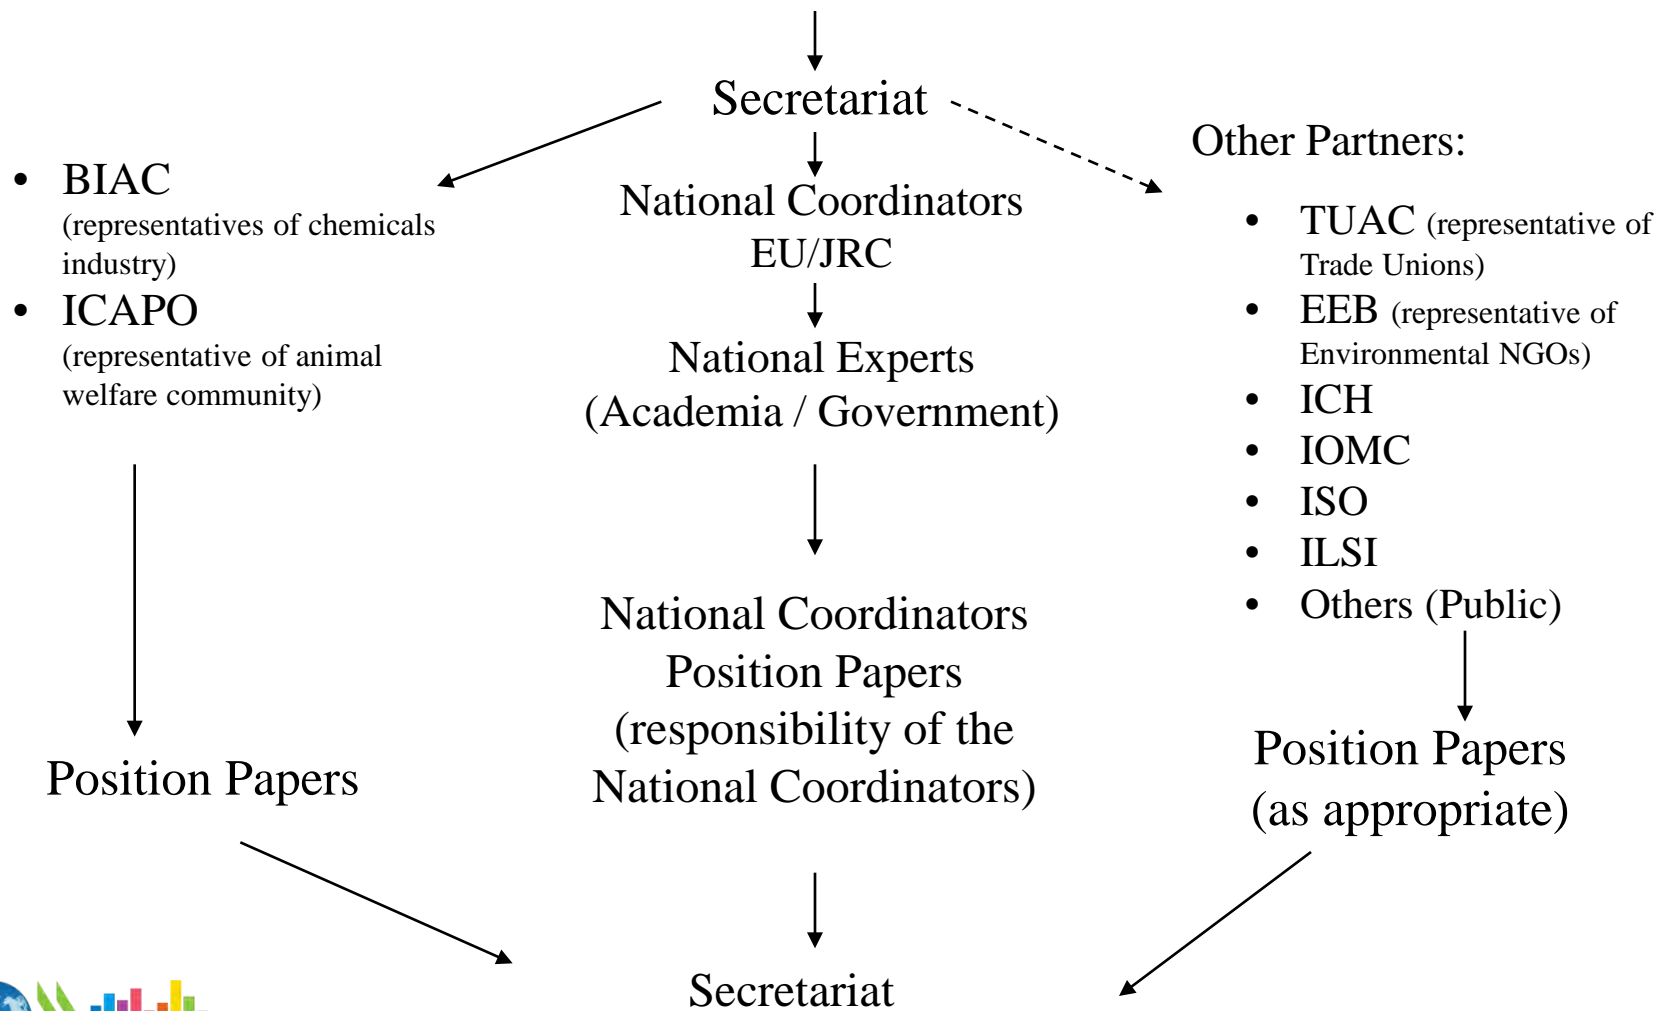 Secretariat
• BIAC
(representatives of chemicals
industry)
• ICAPO
(representative of animal
welfare community)
National Coordinators
EU/JRC
National Experts
(Academia / Government)
Other Partners:
• TUAC (representative of
Trade Unions)
• EEB (representative of
Environmental NGOs)
• ICH
• IOMC
• ISO
• ILSI
• Others (Public)
Position Papers
National Coordinators
Position Papers
(responsibility of the
National Coordinators)
Position Papers
(as appropriate)
Secretariat